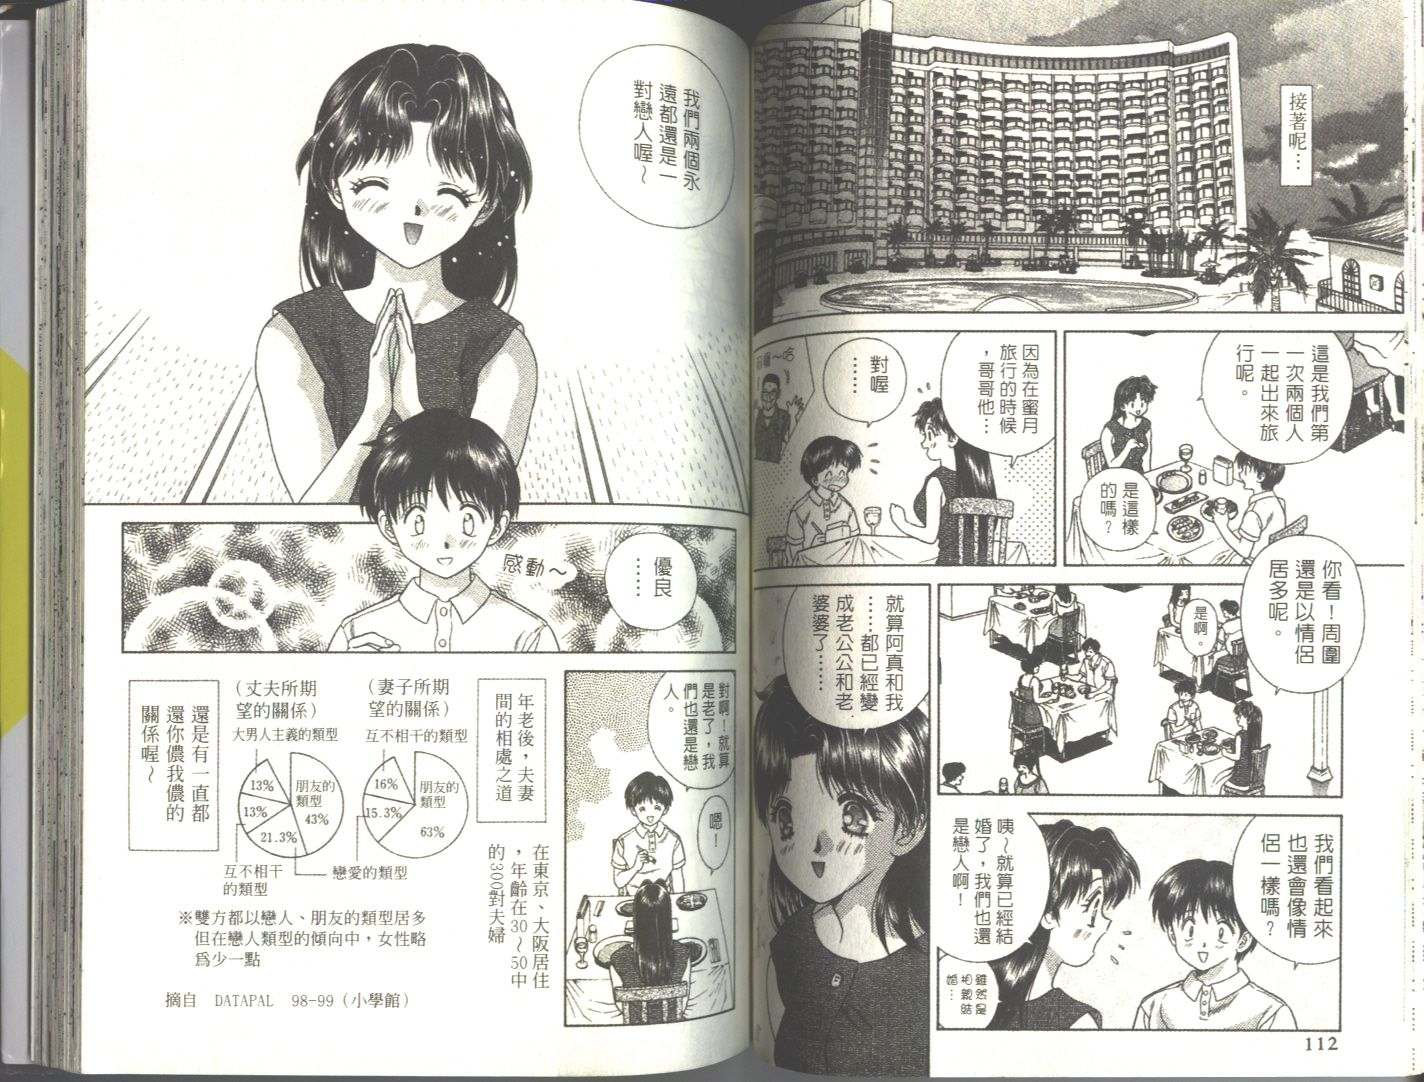 接著呢…
這是我們第
一次兩個人
一起出來旅
行呢。
是這樣
的嗎？
因為在蜜月
旅行的時候
，哥哥他…
對喔
……
哈
你看！周圍
還是以情侶
居多呢。
是啊。
我們看起來
也還會像情
侶一樣嗎？
咦～就算已經結
婚了，我們也還
是戀人啊！
雖然是
相親結
婚…
就算阿真和我
……都已經變
成老公公和老
婆婆了……
112
我們兩個永
遠都還是一
對戀人喔～
優良
……
感動～
對啊！就算
是老了，我
們也還是戀
人。
嗯！
年老後，夫妻
間的相處之道
在東京、大阪居住
，年齡在30～50中
的300對夫婦
（妻子所期
望的關係）
互不相干的類型
16%
15.3%
朋友的
類型
63%
（丈夫所期
望的關係）
大男人主義的類型
13%
13%
21.3%
朋友的
類型
43%
互不相干
的類型
戀愛的類型
還是有一直都
還你儂我儂的
關係喔～
※雙方都以戀人、朋友的類型居多
但在戀人類型的傾向中，女性略
爲少一點
摘自　DATAPAL　98-99（小學館）